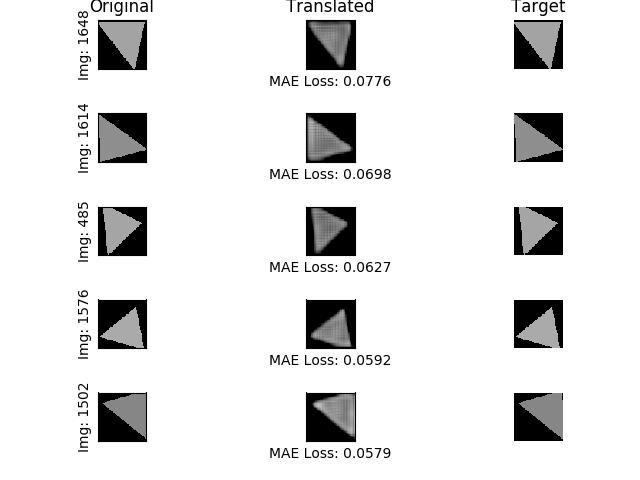 Original Translated Target
Img: 1648
MAE Loss: 0.0776
Img: 1614
MAE Loss: 0.0698
Img: 485
MAE Loss: 0.0627
Img: 1576
MAE Loss: 0.0592
Img: 1502
MAE Loss: 0.0579